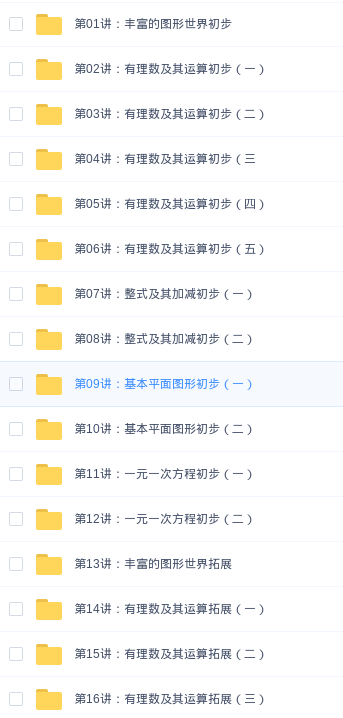 第01讲：丰富的图形世界初步
第02讲：有理数及其运算初步（一）
第03讲：有理数及其运算初步（二）
第04讲：有理数及其运算初步（三
第05讲：有理数及其运算初步（四）
第06讲：有理数及其运算初步（五）
第07讲：整式及其加减初步（一）
第08讲：整式及其加减初步（二）
第09讲：基本平面图形初步（一）
第10讲：基本平面图形初步（二）
第11讲：一元一次方程初步（一）
第12讲：一元一次方程初步（二）
第13讲：丰富的图形世界拓展
第14讲：有理数及其运算拓展（一）
第15讲：有理数及其运算拓展（二）
第16讲：有理数及其运算拓展（三）